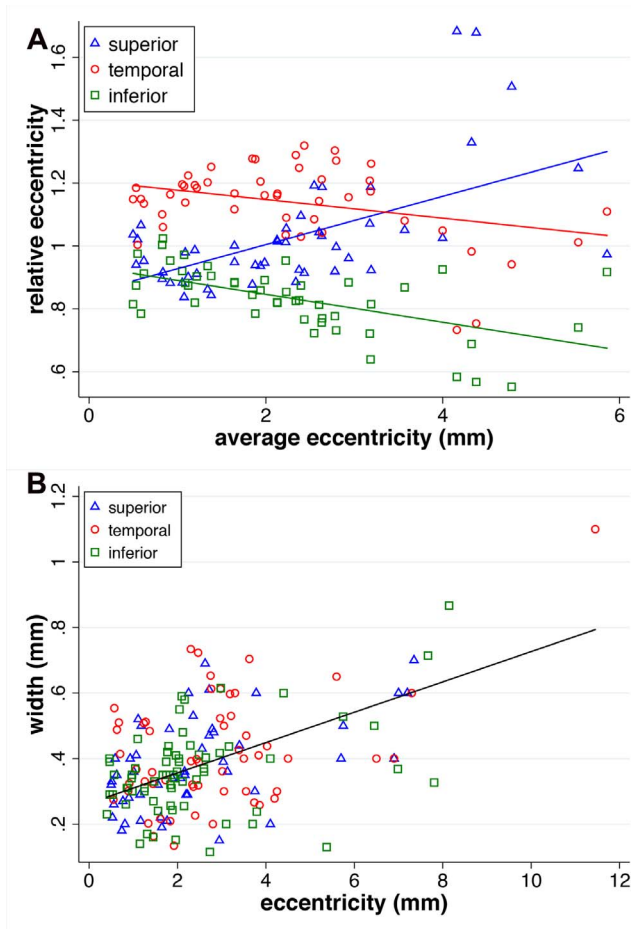 A
superior
temporal
inferior
relative eccentricity
1.6
1.4
1.2
1
.8
.6
0 2 4 6
average eccentricity (mm)
B
superior
temporal
inferior
width (mm)
1.2
1
.8
.6
.4
.2
0 2 4 6 8 10 12
eccentricity (mm)